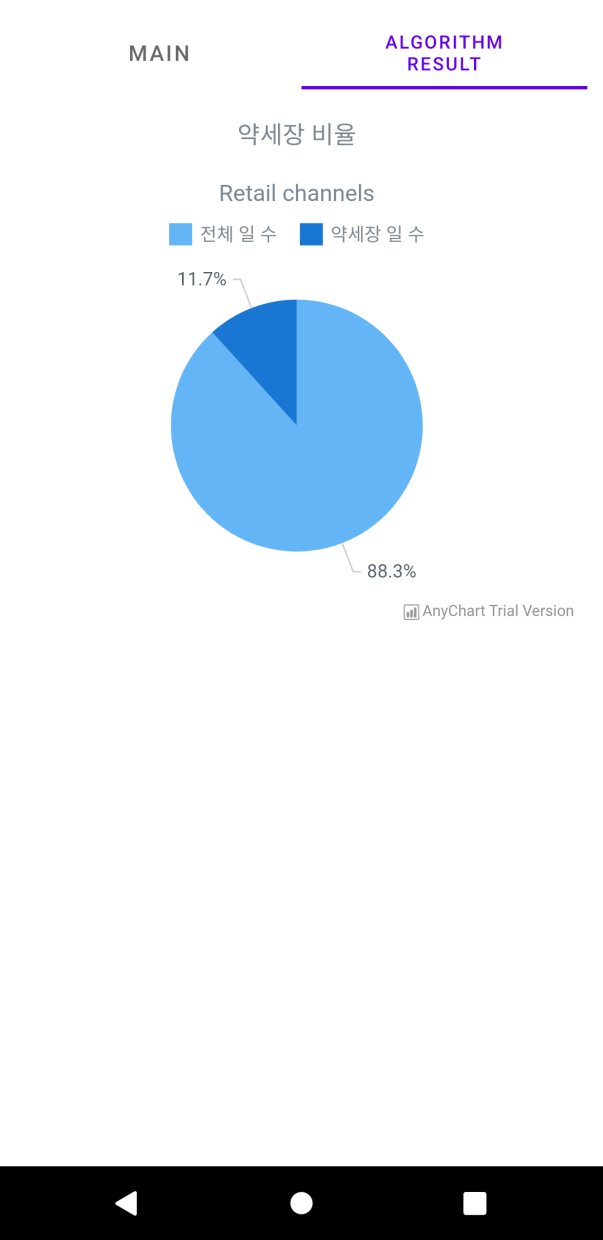 MAIN
ALGORITHM
RESULT
약세장 비율
Retail channels
전체 일 수 약세장 일 수
11.7%
88.3%
AnyChart Trial Version